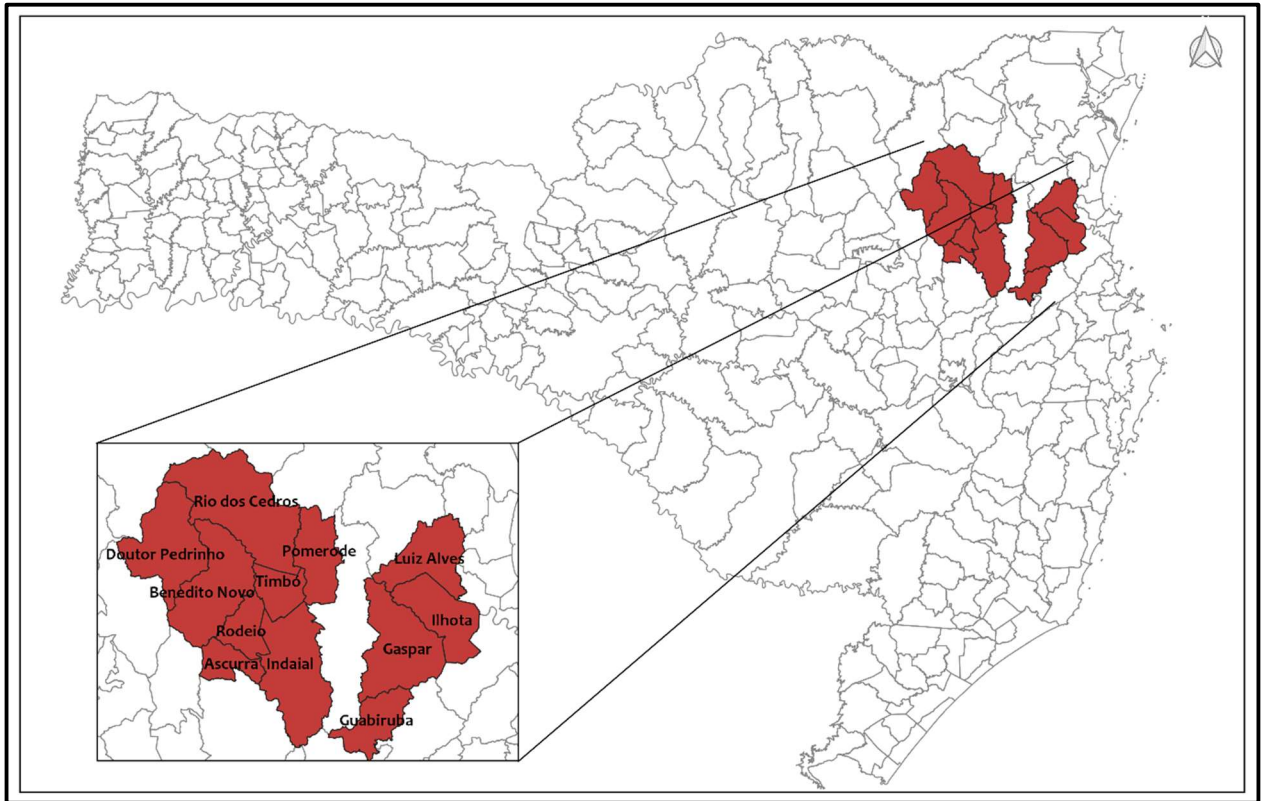 Rio dos Cedros
Doutor Pedrinho
Pomerode
Luiz Alves
Timbó
Benedito Novo
Ilhota
Rodeio
Gaspar
Ascurra
Indaial
Guabiruba